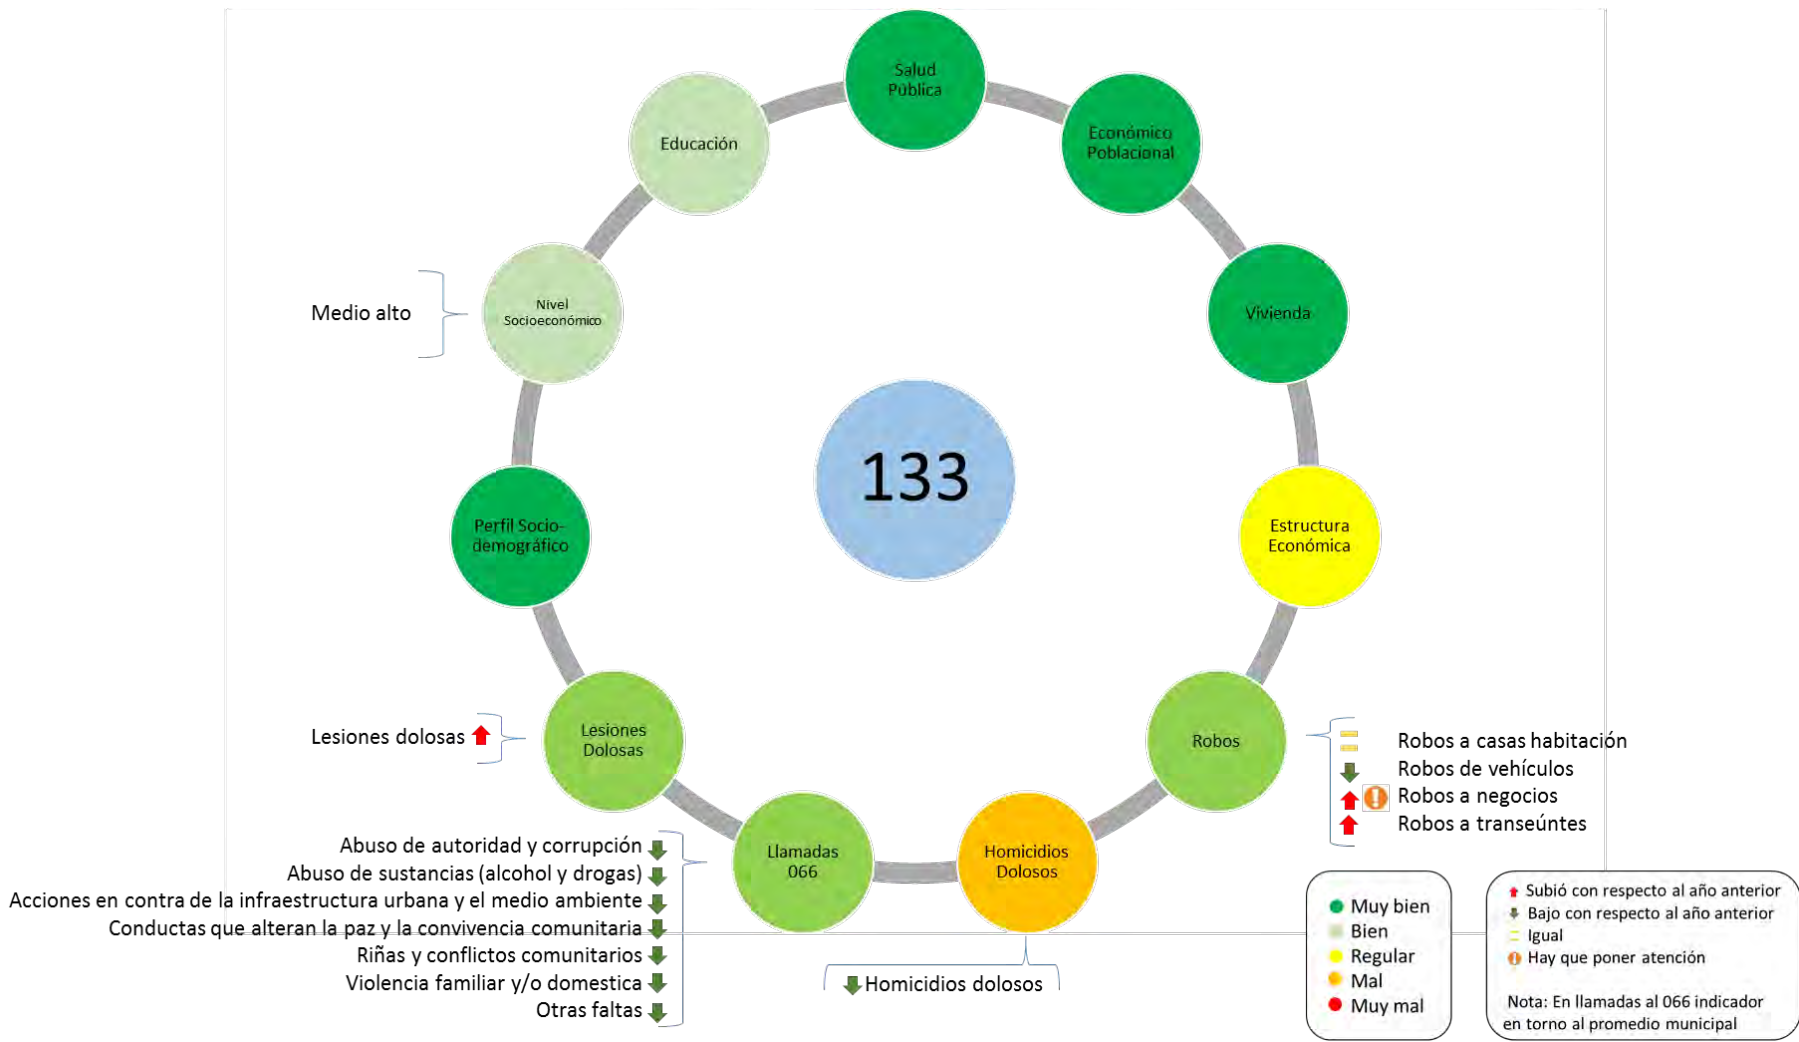 Salud
Pública
Económico
Poblacional
Educación
Vivienda
Nivel
Socioeconómico
Medio alto
133
Perfil Socio-
demográfico
Estructura
Económica
Lesiones
Dolosas
Lesiones dolosas
Robos
Robos a casas habitación
Robos de vehículos
Robos a negocios
Robos a transeúntes
Llamadas
066
Homicidios
Dolosos
Abuso de autoridad y corrupción
Abuso de sustancias (alcohol y drogas)
Acciones en contra de la infraestructura urbana y el medio ambiente
Conductas que alteran la paz y la convivencia comunitaria
Riñas y conflictos comunitarios
Violencia familiar y/o domestica
Otras faltas
Homicidios dolosos
Muy bien
Bien
Regular
Mal
Muy mal
Subió con respecto al año anterior
Bajo con respecto al año anterior
Igual
Hay que poner atención
Nota: En llamadas al 066 indicador
en torno al promedio municipal